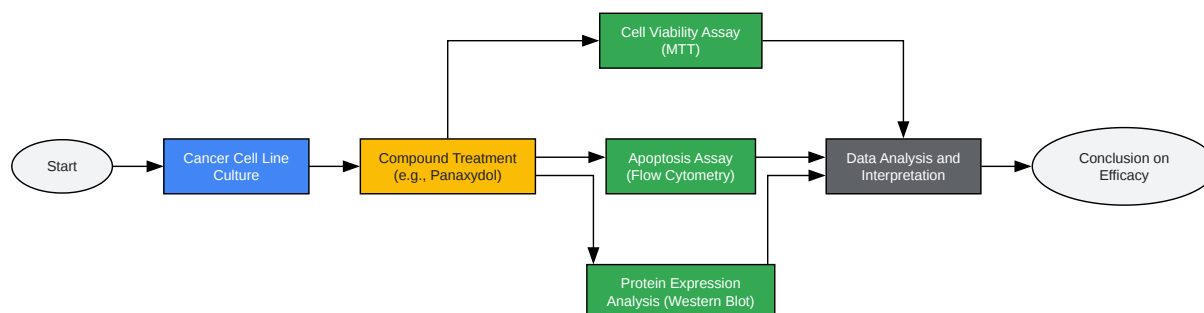 Start
Cancer Cell Line
Culture
Compound Treatment
(e.g., Panaxydol)
Cell Viability Assay
(MTT)
Apoptosis Assay
(Flow Cytometry)
Protein Expression
Analysis (Western Blot)
Data Analysis and
Interpretation
Conclusion on
Efficacy